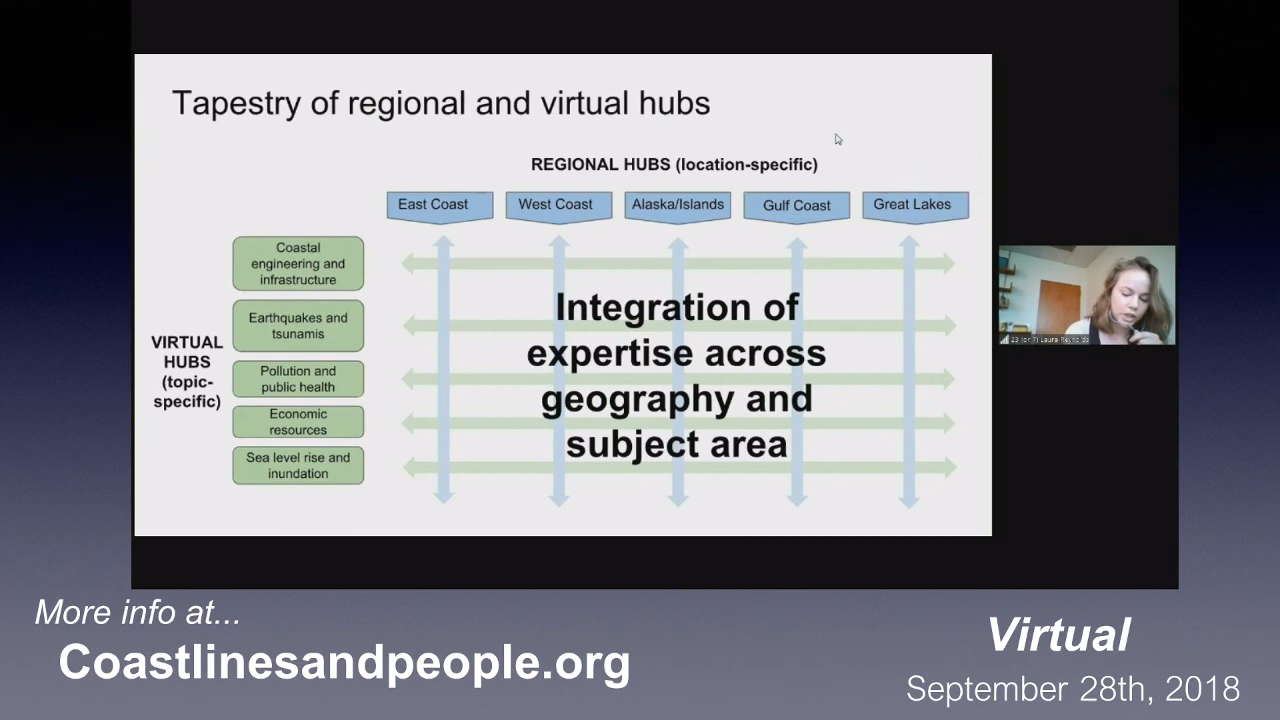 Tapestry of regional and virtual hubs
REGIONAL HUBS (location-specific)
East Coast
West Coast
Alaska/Islands
Gulf Coast
Great Lakes
Coastal
engineering and
infrastructure
Earthquakes and
tsunamis
Pollution and
public health
Economic
resources
Sea level rise and
inundation
VIRTUAL
HUBS
(topic-
specific)
Integration of
expertise across
geography and
subject area
Laura Reynolds
More info at...
Coastlinesandpeople.org
Virtual
September 28th, 2018